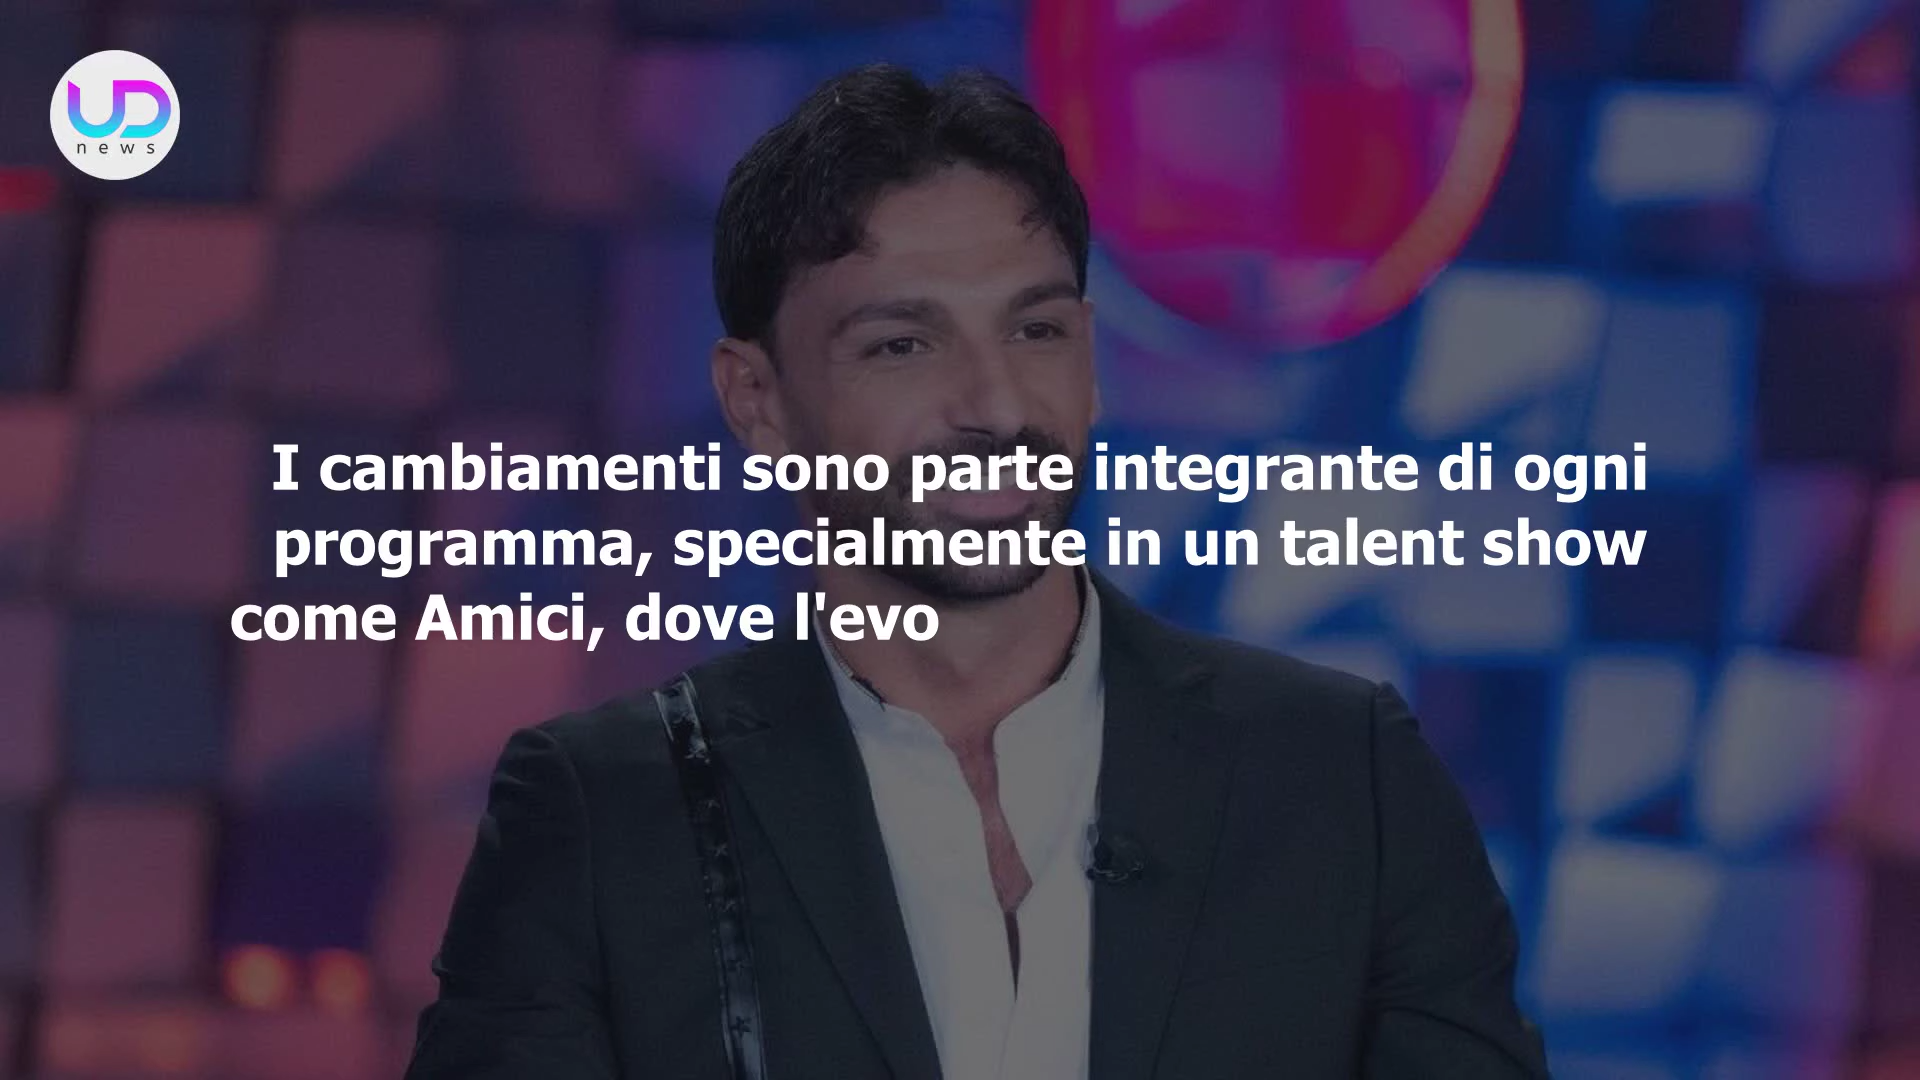 UD
news
I cambiamenti sono parte integrante di ogni
programma, specialmente in un talent show
come Amici, dove l'evo